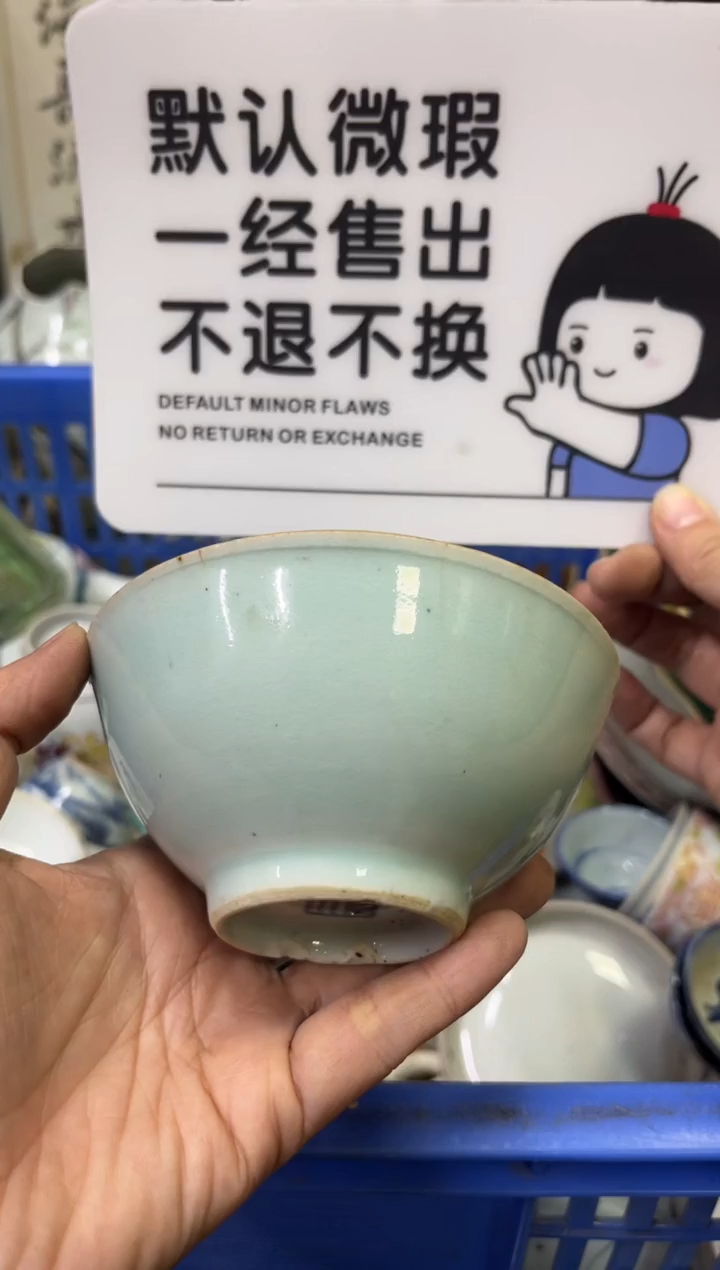 默认微瑕
一经售出
不退不换
DEFAULT MINOR FLAWS
NO RETURN OR EXCHANGE